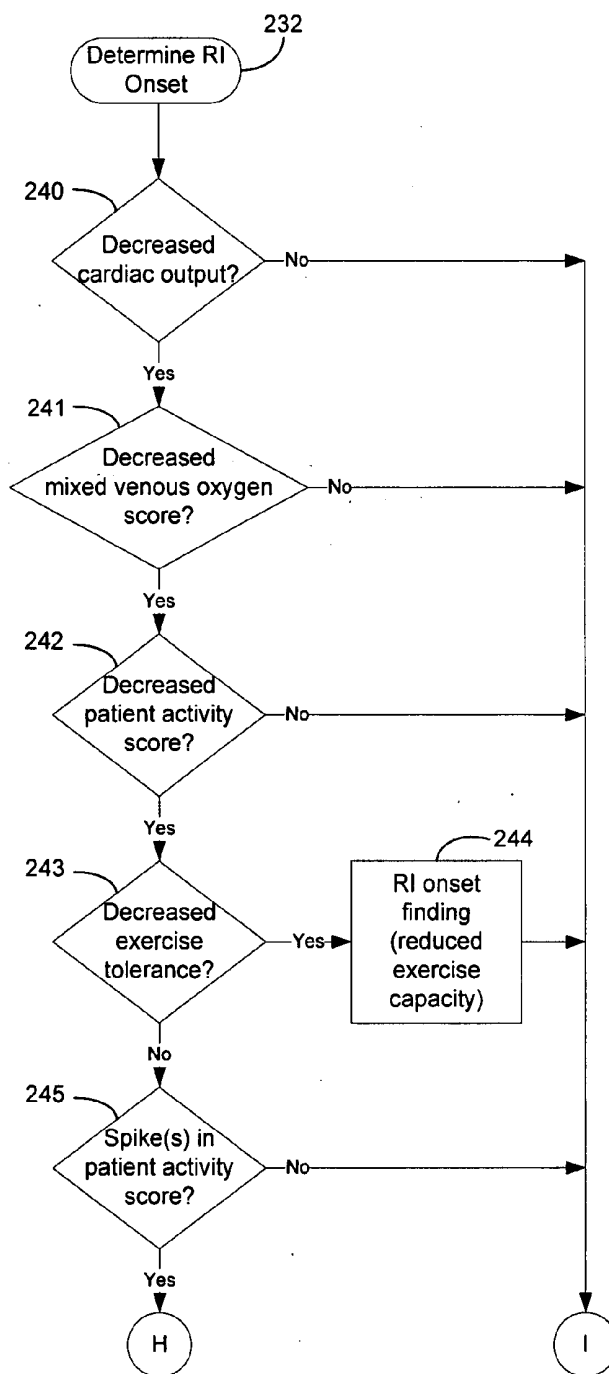 232
Determine RI
Onset
240
Decreased
cardiac output?
No
Yes
241
Decreased
mixed venous oxygen
score?
No
Yes
242
Decreased
patient activity
score?
No
Yes
243
Decreased
exercise
tolerance?
Yes
244
RI onset
finding
(reduced
exercise
capacity)
No
245
Spike(s) in
patient activity
score?
No
Yes
H
I